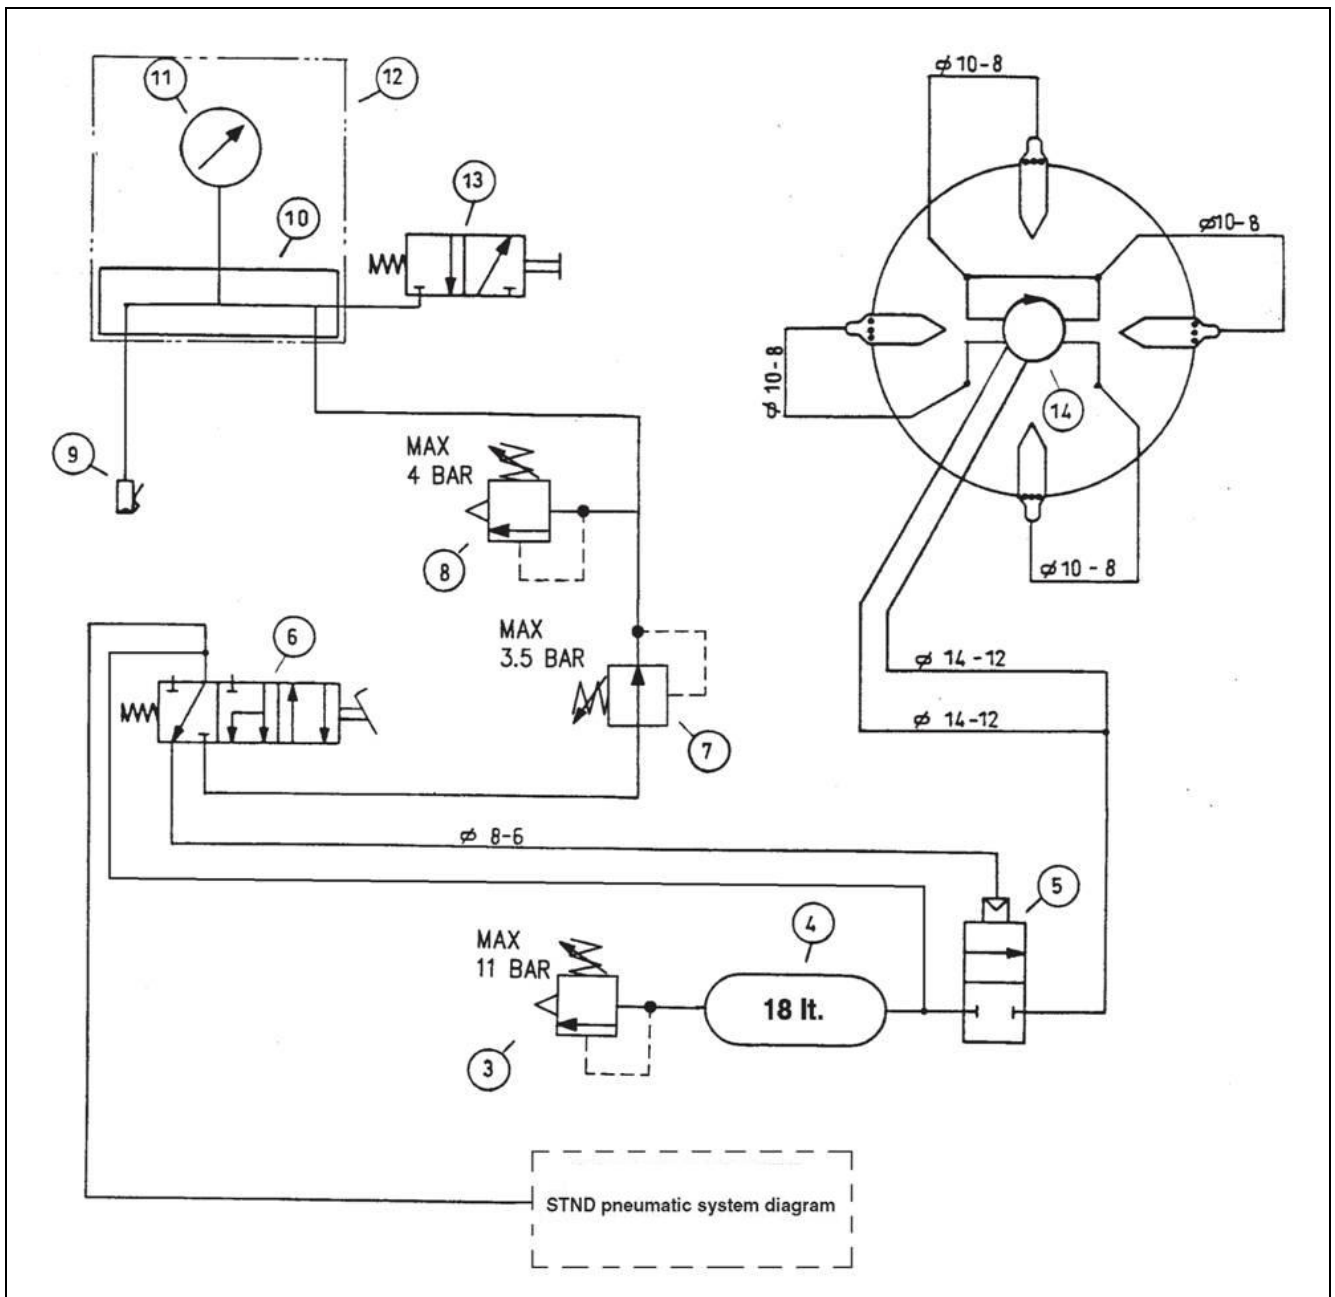 11
12
ø 10-8
13
10
ø10-8
ø 10-8
14
9
MAX
4 BAR
8
ø 10-8
6
MAX
3.5 BAR
ø 14-12
ø 14-12
7
ø 8-6
5
4
MAX
11 BAR
18 lt.
3
STND pneumatic system diagram